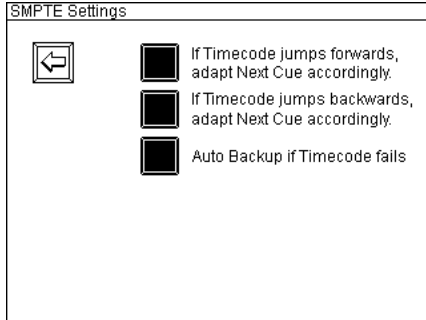 SMPTE Settings
If Timecode jumps forwards,
adapt Next Cue accordingly.
If Timecode jumps backwards,
adapt Next Cue accordingly.
Auto Backup if Timecode fails